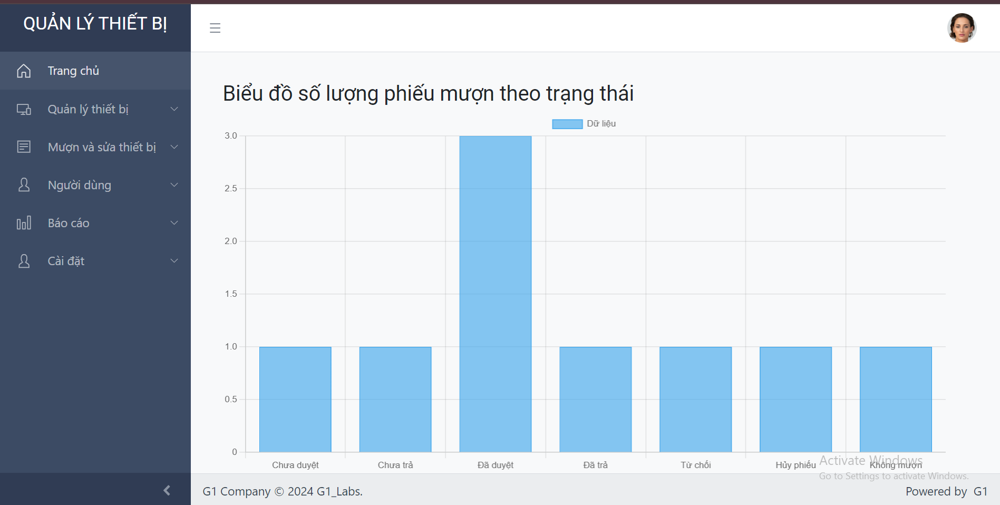 QUẢN LÝ THIẾT BỊ
Trang chủ
Quản lý thiết bị
Mượn và sửa thiết bị
Người dùng
Báo cáo
Cài đặt
Biểu đồ số lượng phiếu mượn theo trạng thái
Dữ liệu
3.0
2.5
2.0
1.5
1.0
0.5
0
Chưa duyệt Chưa trả Đã duyệt Đã trả Từ chối Hủy phiếu Không mượn
Activate Windows
Go to Settings to activate Windows.
G1 Company © 2024 G1_Labs.
Powered by G1